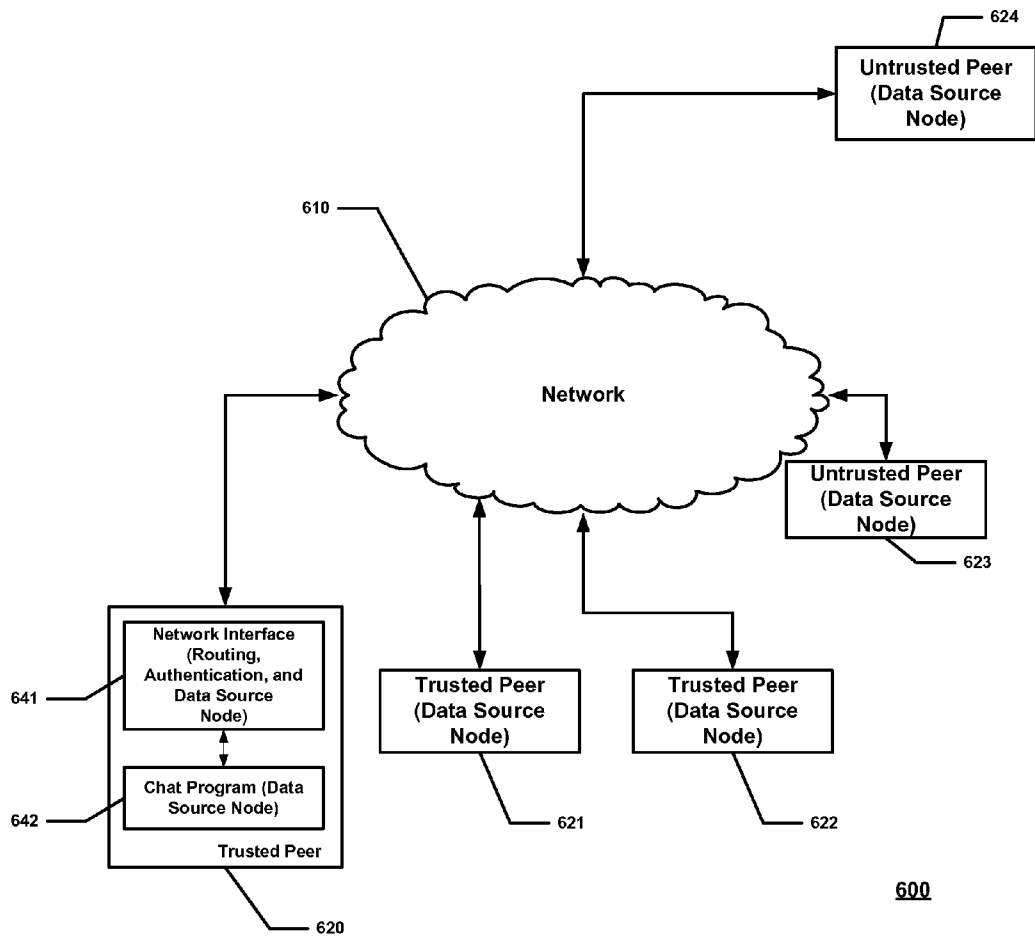 624
Untrusted Peer
(Data Source
Node)
610
Network
Untrusted Peer
(Data Source
Node)
623
Network Interface
(Routing,
Authentication, and
Data Source
Node)
641
Trusted Peer
(Data Source
Node)
Trusted Peer
(Data Source
Node)
Chat Program (Data
Source Node)
642
621
622
Trusted Peer
600
620